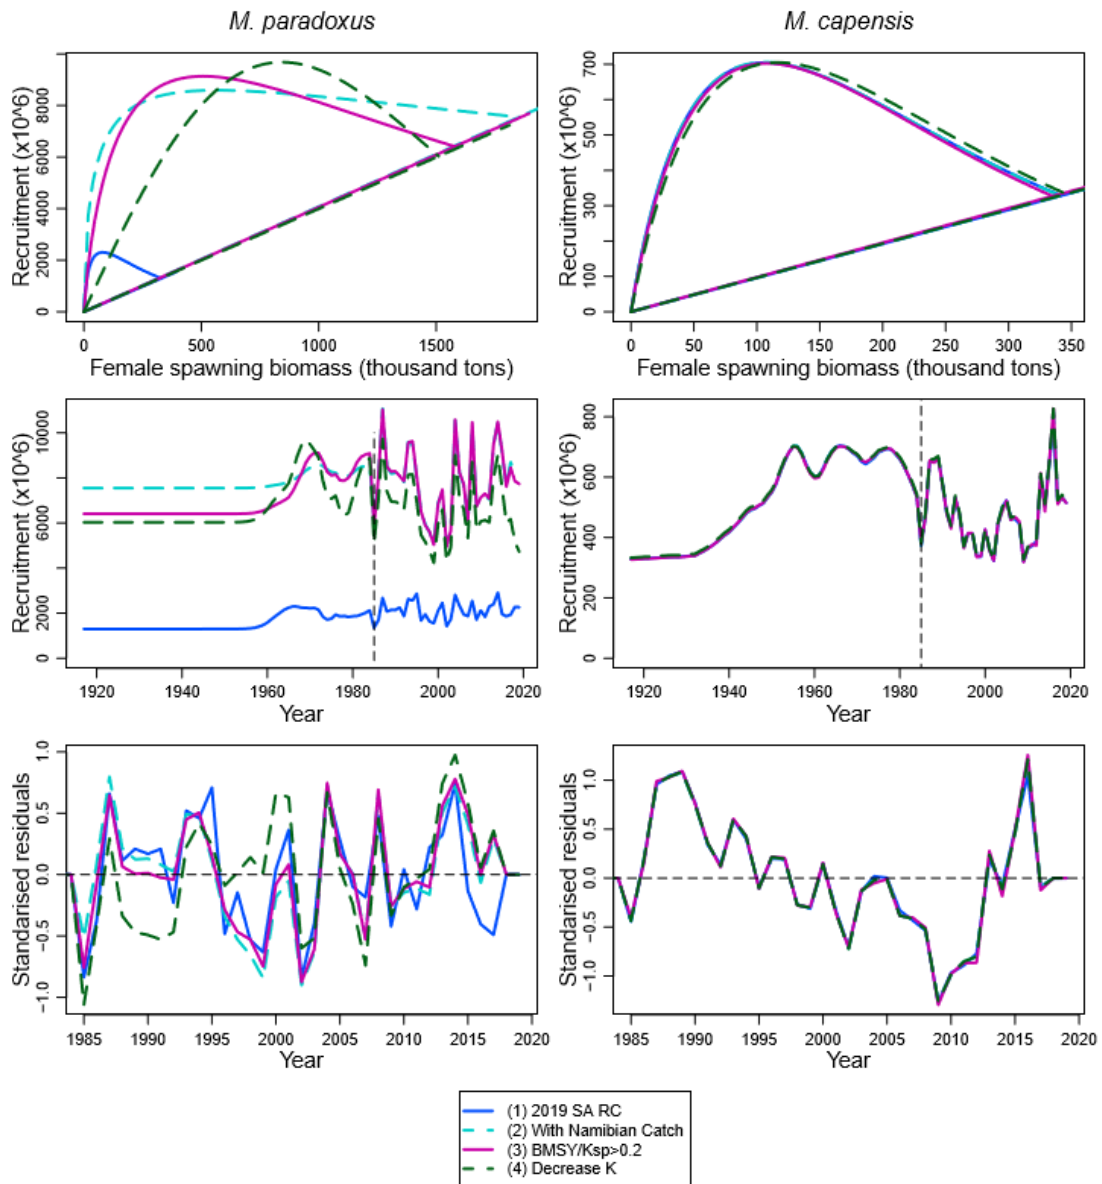 M. paradoxus
M. capensis
Recruitment (x10^6)
0 2000 4000 6000 8000
0 500 1000 1500
Female spawning biomass (thousand tons)
Recruitment (x10^6)
0 100 300 500 700
0 50 100 150 200 250 300 350
Female spawning biomass (thousand tons)
Recruitment (x10^6)
0 2000 6000 10000
1920 1940 1960 1980 2000 2020
Year
Recruitment (x10^6)
0 200 400 600 800
1920 1940 1960 1980 2000 2020
Year
Standarised residuals
−1.0 −0.5 0.0 0.5 1.0
1985 1990 1995 2000 2005 2010 2015 2020
Year
Standarised residuals
−1.0 0.0 0.5 1.0
1985 1990 1995 2000 2005 2010 2015 2020
Year
(1) 2019 SA RC
(2) With Namibian Catch
(3) BMSY/Ksp>0.2
(4) Decrease K